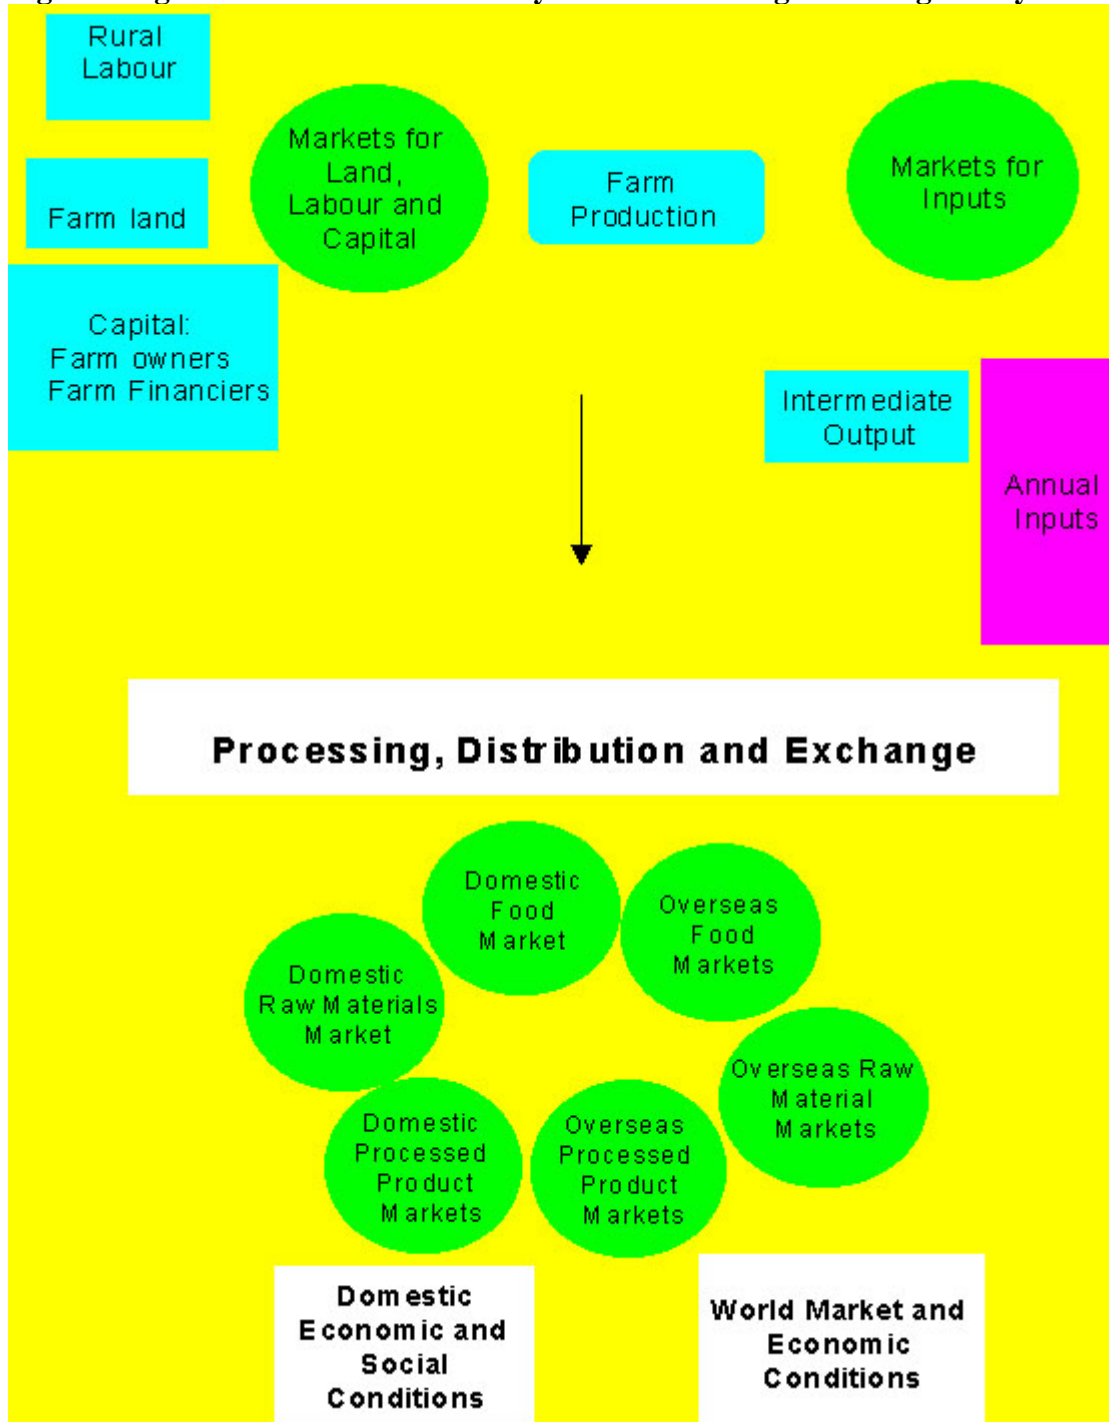 Rural
Labour
Markets for
Land,
Labour and
Capital
Farm
Production
Markets for
Inputs
Farm land
Capital:
Farm owners
Farm Financiers
Intermediate
Output
Annual
Inputs
Processing, Distribution and Exchange
Domestic
Food
Market
Overseas
Food
Markets
Domestic
Raw Materials
Market
Overseas Raw
Material
Markets
Domestic
Processed
Product
Markets
Overseas
Processed
Product
Markets
Domestic
Economic and
Social
Conditions
World Market and
Economic
Conditions